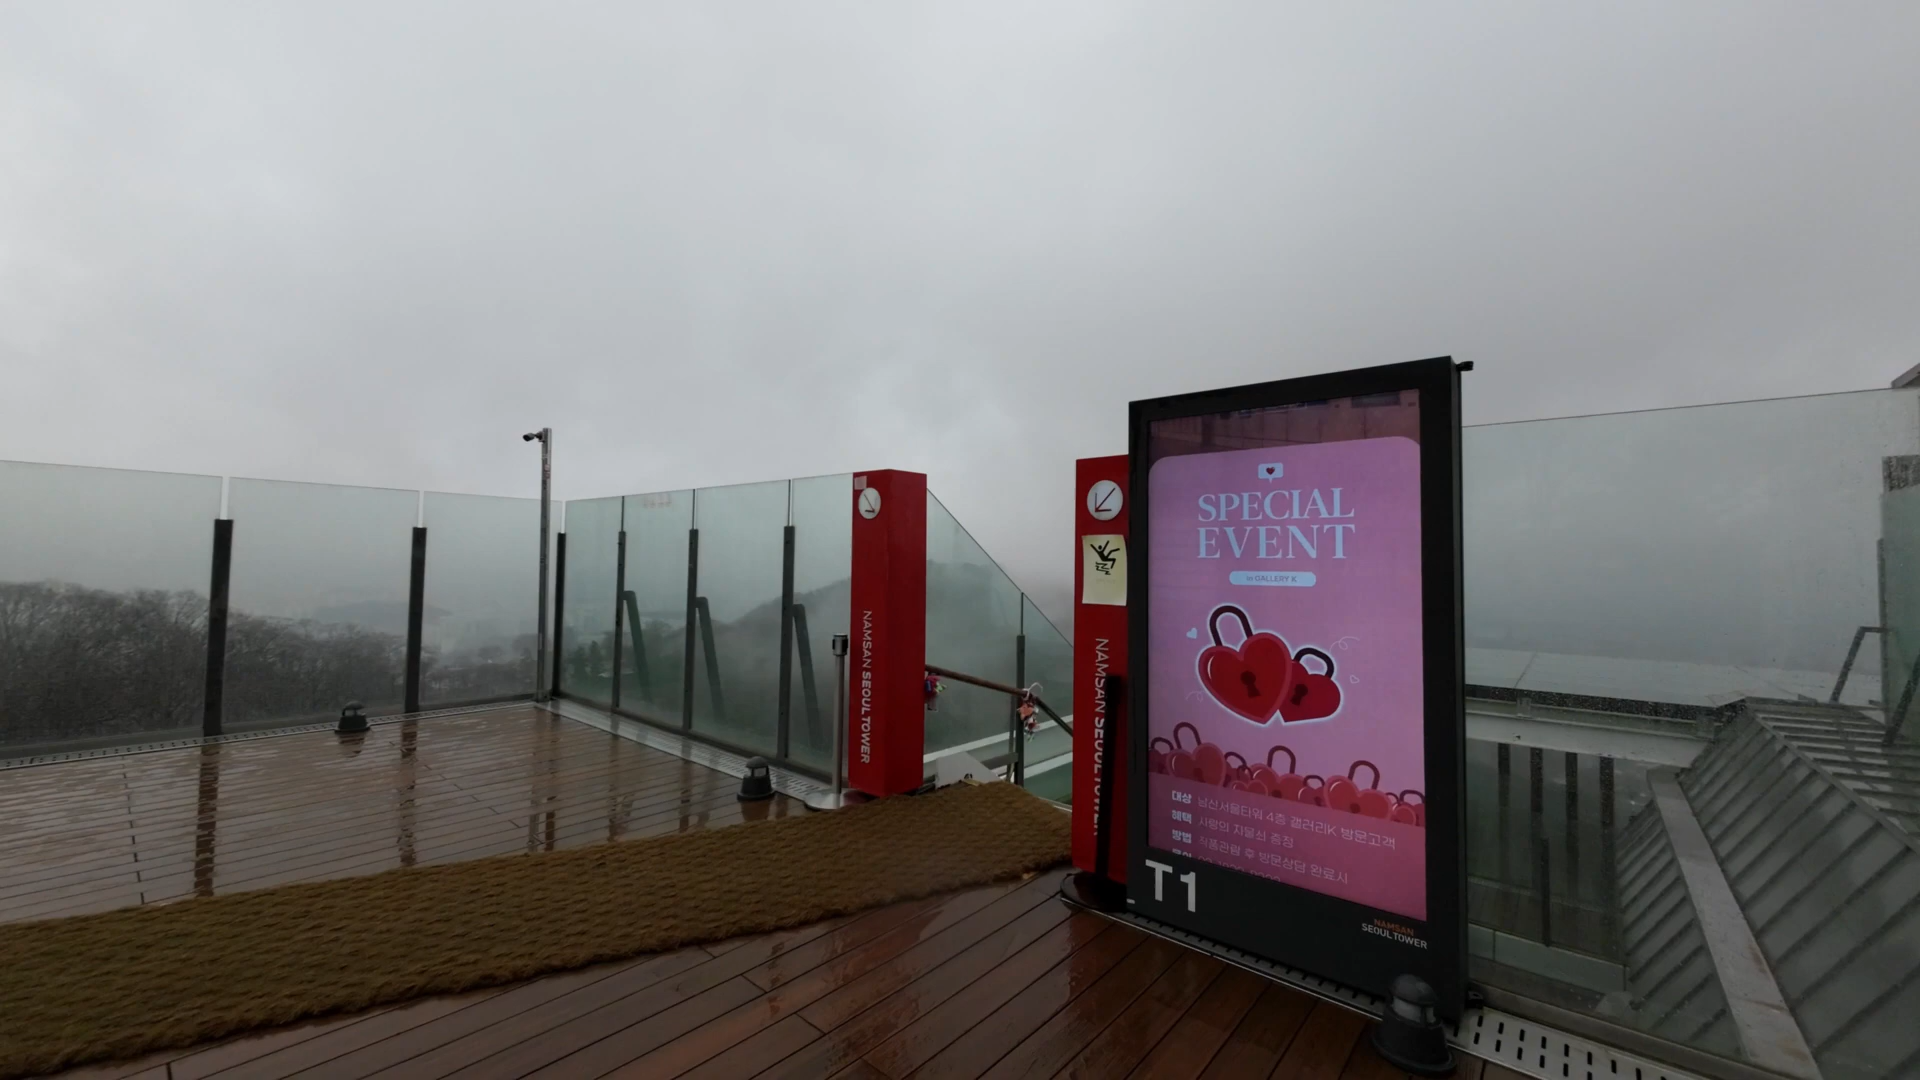 NAMSAN SEOUL TOWER
NAMSAN SEOUL TOWER
SPECIAL
EVENT
in GALLERY K
대상 남산서울타워 4층 갤러리K 방문고객
혜택 사랑의 자물쇠 증정
방법 작품관람 후 방문상담 완료시
T1
NAMSAN
SEOUL TOWER